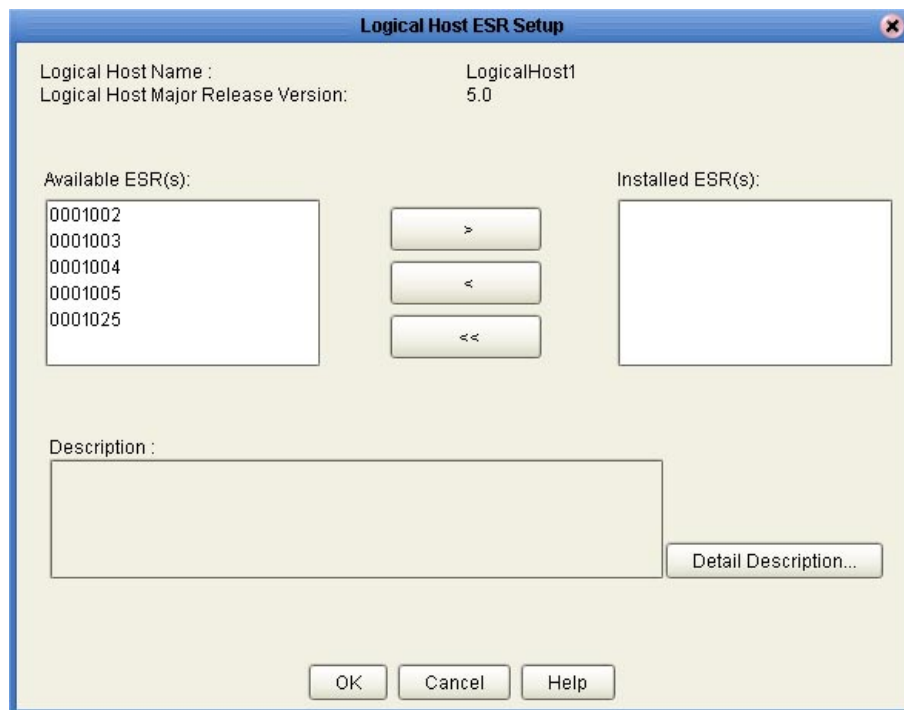 Logical Host ESR Setup
Logical Host Name : LogicalHost1
Logical Host Major Release Version: 5.0
Available ESR(s): Installed ESR(s):
0001002
0001003
0001004
0001005
0001025
>
<
<<
Description :
Detail Description...
OK Cancel Help